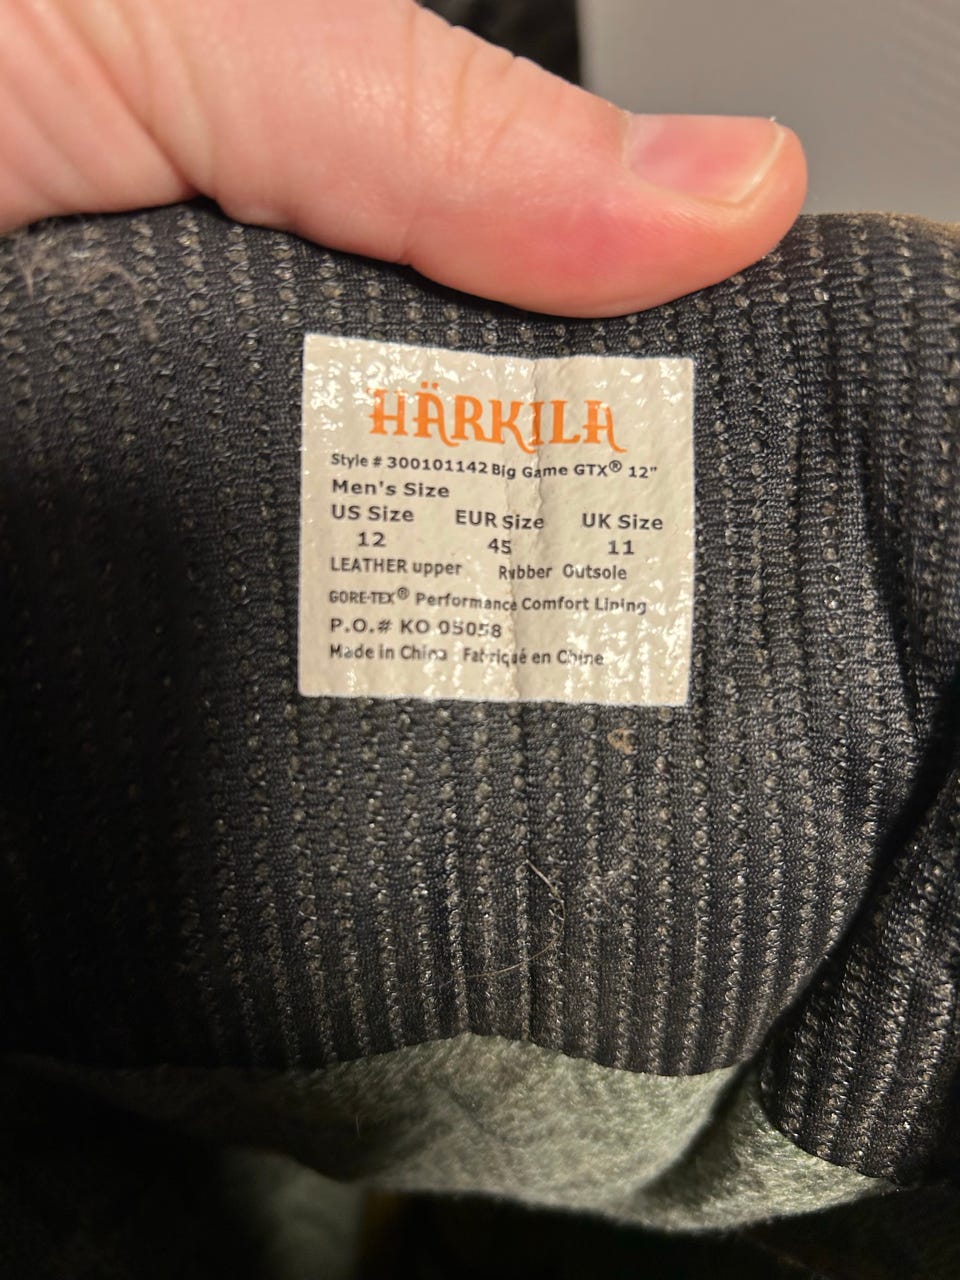 HÄRKILA
Style # 300101142 Big Game GTX® 12"
Men's Size
US Size EUR Size UK Size
12 45 11
LEATHER upper Rubber Outsole
GORE-TEX® Performance Comfort Lining
P.O.# KO 05058
Made in China Fabriqué en Chine